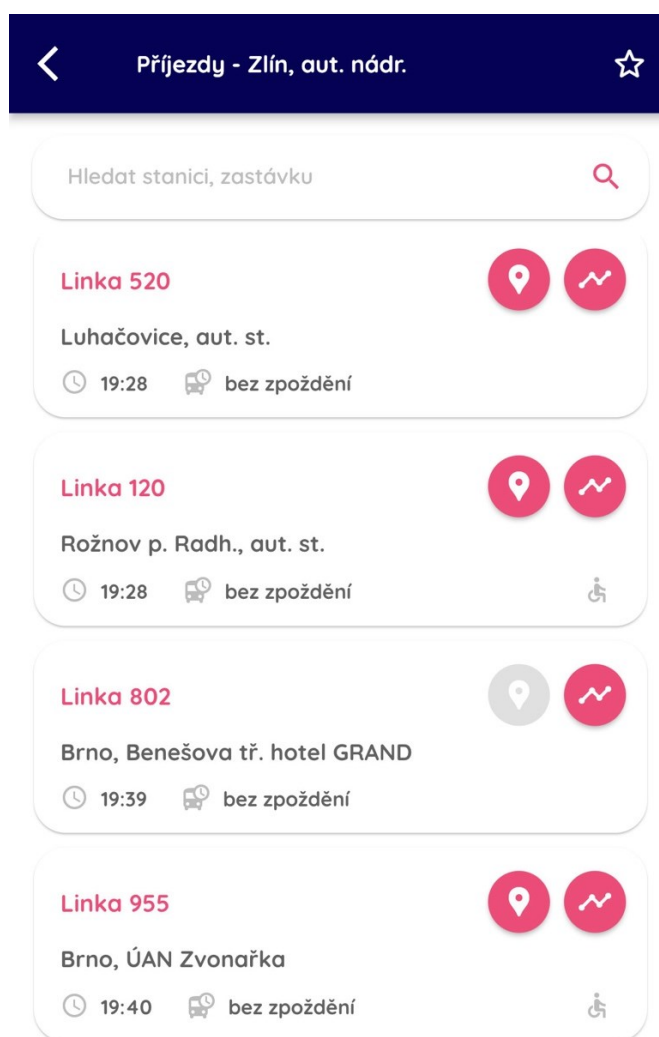 Příjezdy - Zlín, aut. nádr.
Hledat stanici, zastávku
Linka 520
Luhačovice, aut. st.
19:28 bez zpoždění
Linka 120
Rožnov p. Radh., aut. st.
19:28 bez zpoždění
Linka 802
Brno, Benešova tř. hotel GRAND
19:39 bez zpoždění
Linka 955
Brno, ÚAN Zvonařka
19:40 bez zpoždění